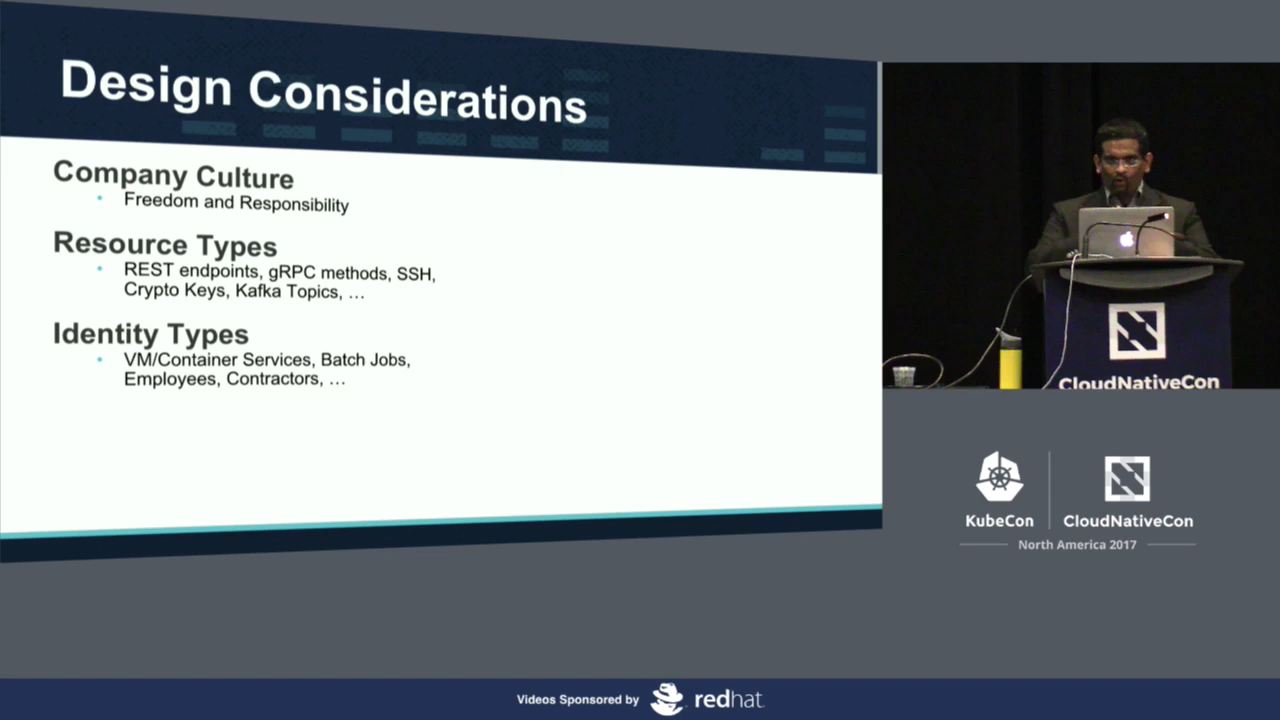 Design Considerations
Company Culture
• Freedom and Responsibility
Resource Types
• REST endpoints, gRPC methods, SSH,
Crypto Keys, Kafka Topics, …
Identity Types
• VM/Container Services, Batch Jobs,
Employees, Contractors, …
CloudNativeCon
KubeCon
CloudNativeCon
North America 2017
Videos Sponsored by
redhat.